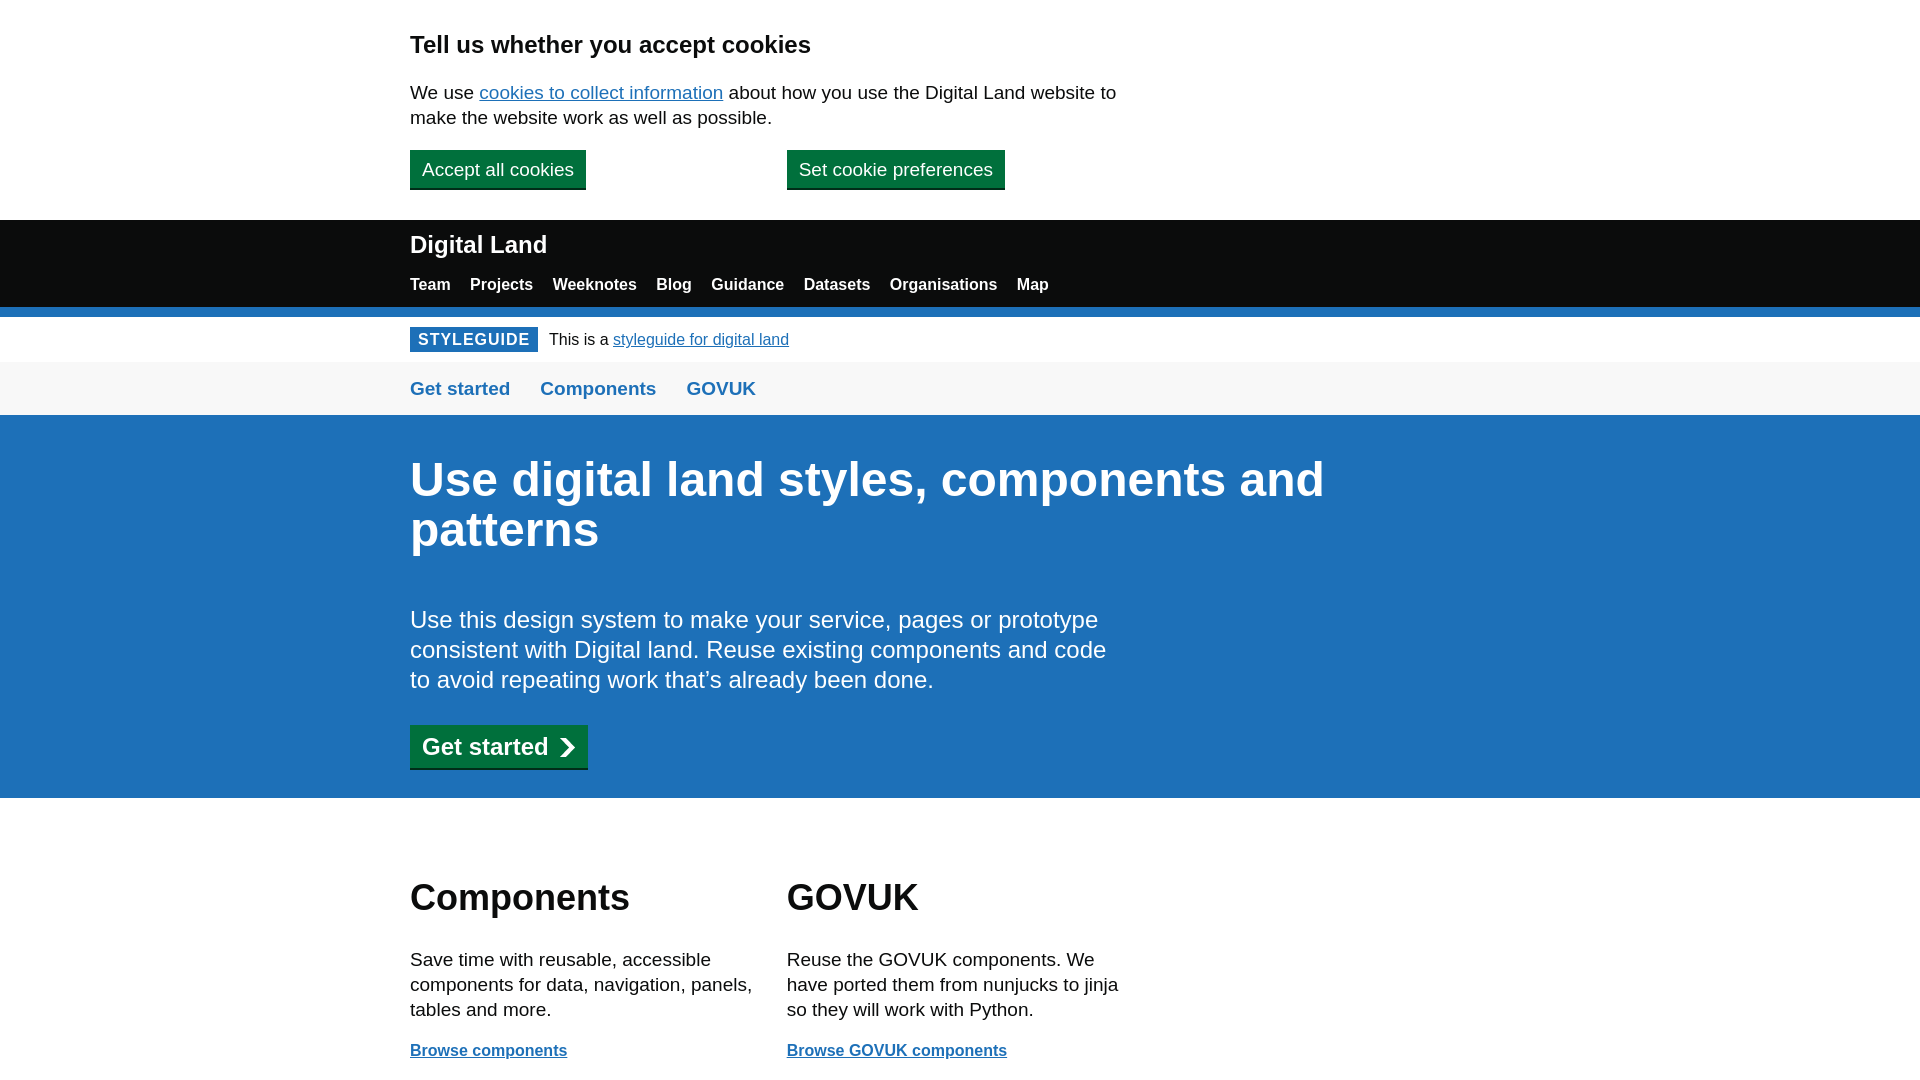 Tell us whether you accept cookies
We use cookies to collect information about how you use the Digital Land website to
make the website work as well as possible.
Accept all cookies
Set cookie preferences
Digital Land
Team Projects Weeknotes Blog Guidance Datasets Organisations Map
STYLEGUIDE This is a styleguide for digital land
Get started Components GOVUK
Use digital land styles, components and
patterns
Use this design system to make your service, pages or prototype
consistent with Digital land. Reuse existing components and code
to avoid repeating work that’s already been done.
Get started
Components
Save time with reusable, accessible
components for data, navigation, panels,
tables and more.
Browse components
GOVUK
Reuse the GOVUK components. We
have ported them from nunjucks to jinja
so they will work with Python.
Browse GOVUK components